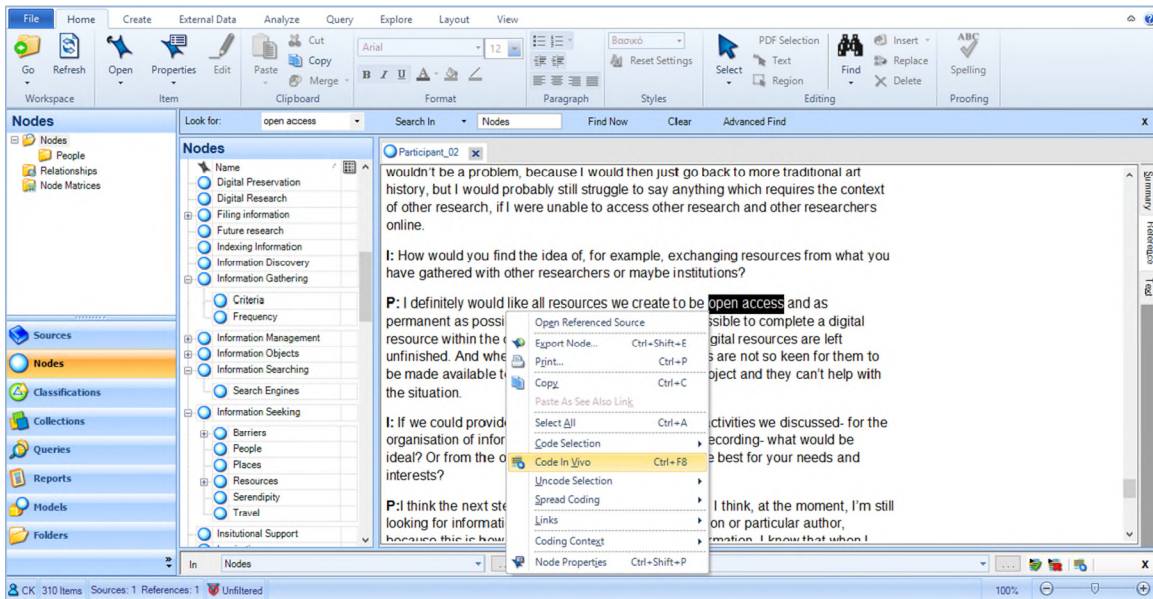 File Home Create External Data Analyze Query Explore Layout View
Go Refresh Open Properties Edit Paste Cut Copy Merge
Arial 12
B I U A
Βασικό Reset Settings
Select PDF Selection Text Region Find Insert Replace Delete
ABC Spelling
Workspace Item Clipboard Format Paragraph Styles Editing Proofing
Nodes
Look for: open access Search In Nodes Find Now Clear Advanced Find X
Nodes
People
Relationships
Node Matrices
Sources
Nodes
Classifications
Collections
Queries
Reports
Models
Folders
Nodes
Name
Digital Preservation
Digital Research
Filing information
Future research
Indexing Information
Information Discovery
Information Gathering
Criteria
Frequency
Information Management
Information Objects
Information Searching
Search Engines
Information Seeking
Barriers
People
Places
Resources
Serendipity
Travel
Insitutional Support
Participant_02
wouldn't be a problem, because I would then just go back to more traditional art
history, but I would probably still struggle to say anything which requires the context
of other research, if I were unable to access other research and other researchers
online.
I: How would you find the idea of, for example, exchanging resources from what you
have gathered with other researchers or maybe institutions?
P: I definitely would like all resources we create to be open access and as
permanent as possi ssible to complete a digital
resource within the gital resources are left
unfinished. And whe s are not so keen for them to
be made available t oject and they can't help with
the situation.
I: If we could provid ctivities we discussed- for the
organisation of infor ecording- what would be
ideal? Or from the o e best for your needs and
interests?
P:I think the next ste I think, at the moment, I'm still
looking for informati on or particular author,
because this is how rmation. I know that when I
Open Referenced Source
Export Node... Ctrl+Shift+E
Print... Ctrl+P
Copy Ctrl+C
Paste As See Also Link
Select All Ctrl+A
Code Selection
Code In Vivo Ctrl+F8
Uncode Selection
Spread Coding
Links
Coding Context
Node Properties Ctrl+Shift+P
Summary
Reference
Text
In Nodes X
CK 310 Items Sources: 1 References: 1 Unfiltered 100%